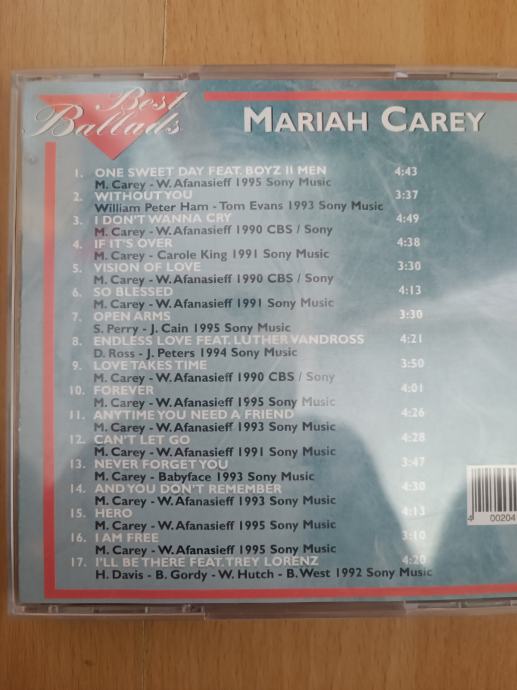 Best
Ballads
MARIAH CAREY
1. ONE SWEET DAY FEAT. BOYZ II MEN 4:43
M. Carey - W. Afanasieff 1995 Sony Music
2. WITHOUT YOU 3:37
William Peter Ham - Tom Evans 1993 Sony Music
3. I DON'T WANNA CRY 4:49
M. Carey - W. Afanasieff 1990 CBS / Sony
4. IF IT'S OVER 4:38
M. Carey - Carole King 1991 Sony Music
5. VISION OF LOVE 3:30
M. Carey - W. Afanasieff 1990 CBS / Sony
6. SO BLESSED 4:13
M. Carey - W. Afanasieff 1991 Sony Music
7. OPEN ARMS 3:30
S. Perry - J. Cain 1995 Sony Music
8. ENDLESS LOVE FEAT. LUTHER VANDROSS 4:21
D. Ross - J. Peters 1994 Sony Music
9. LOVE TAKES TIME 3:50
M. Carey - W. Afanasieff 1990 CBS / Sony
10. FOREVER 4:01
M. Carey - W. Afanasieff 1995 Sony Music
11. ANYTIME YOU NEED A FRIEND 4:26
M. Carey - W. Afanasieff 1993 Sony Music
12. CAN'T LET GO 4:28
M. Carey - W. Afanasieff 1991 Sony Music
13. NEVER FORGET YOU 3:47
M. Carey - Babyface 1993 Sony Music
14. AND YOU DON'T REMEMBER 4:30
M. Carey - W. Afanasieff 1993 Sony Music
15. HERO 4:13
M. Carey - W. Afanasieff 1995 Sony Music
16. I AM FREE 3:10
M. Carey - W. Afanasieff 1995 Sony Music
17. I'LL BE THERE FEAT. TREY LORENZ 4:20
H. Davis - B. Gordy - W. Hutch - B. West 1992 Sony Music
4 00204